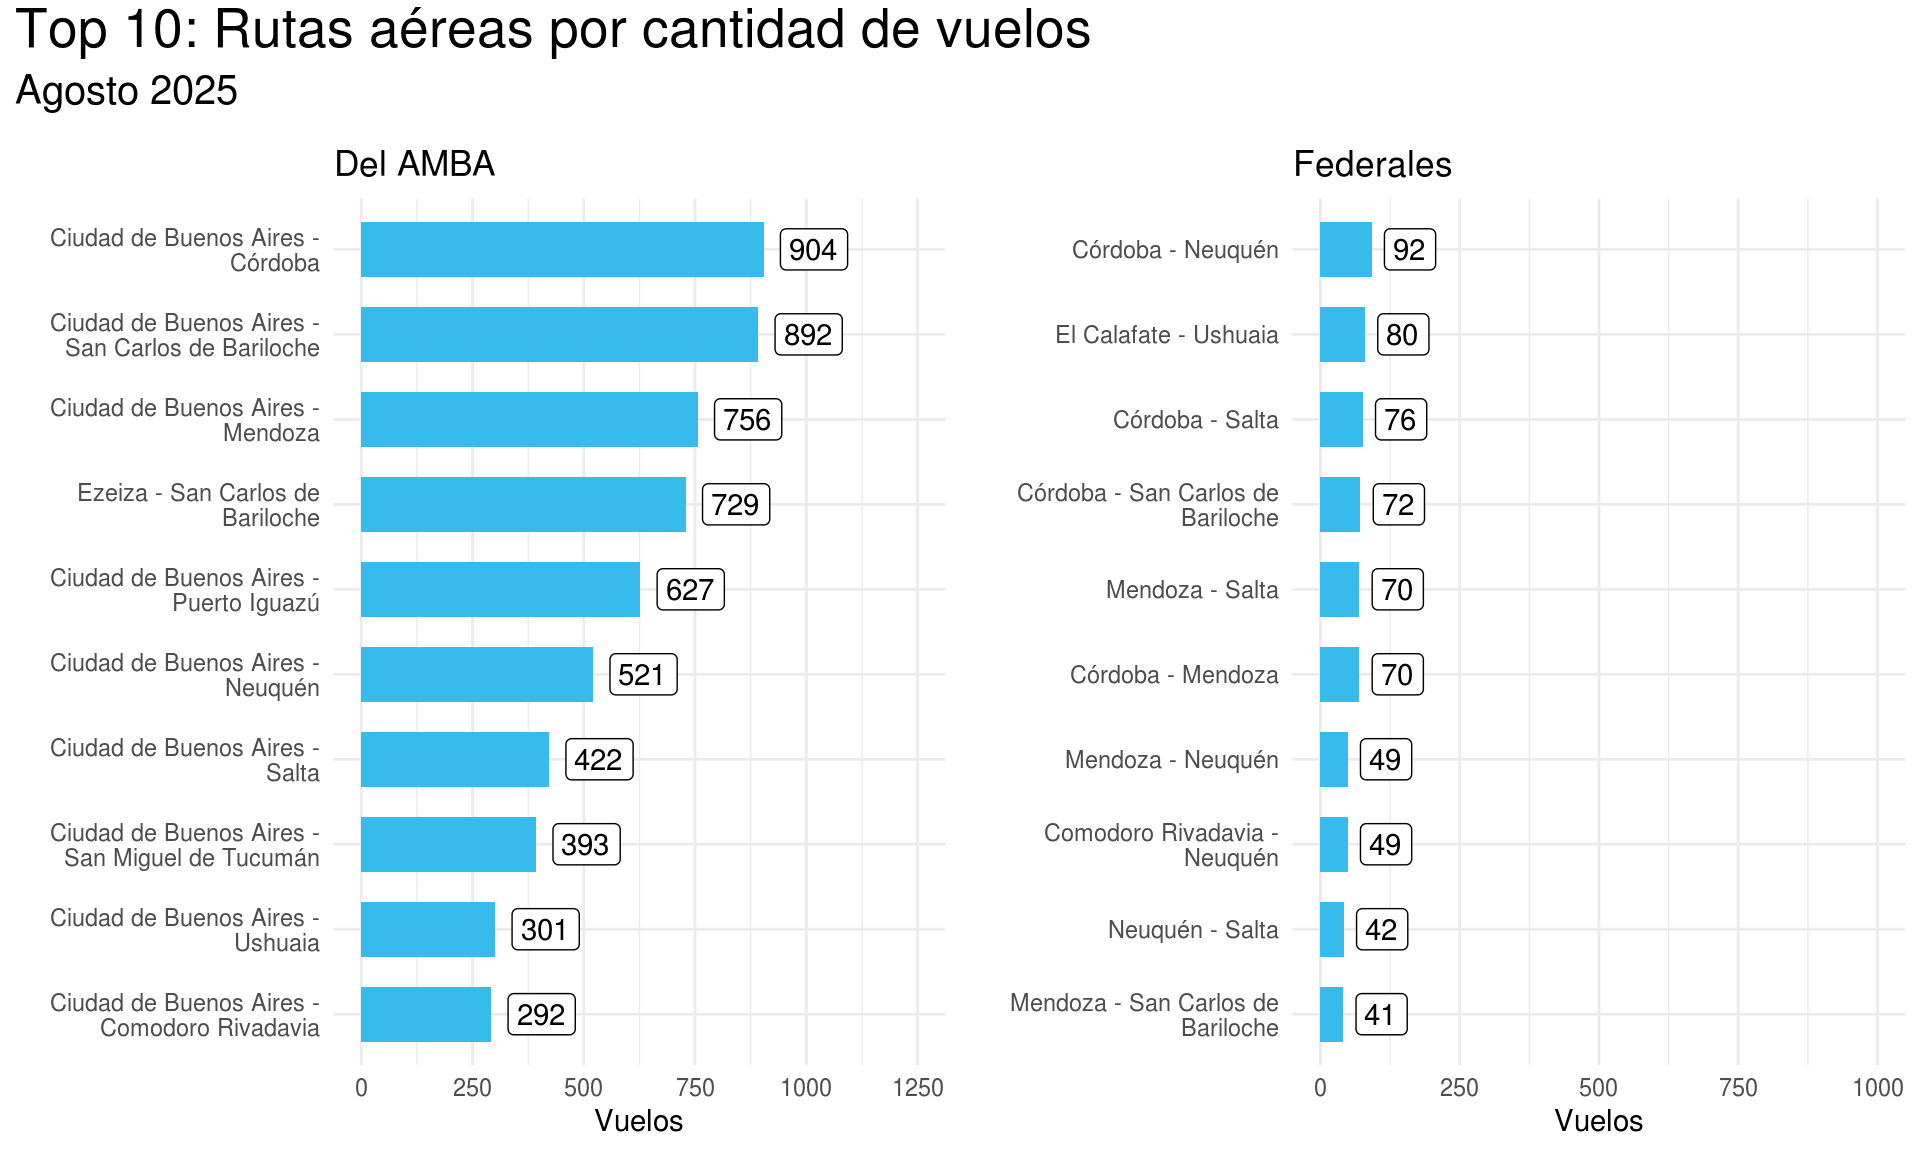 Top 10: Rutas aéreas por cantidad de vuelos
Agosto 2025
Del AMBA
Ciudad de Buenos Aires -
Córdoba
904
Ciudad de Buenos Aires -
San Carlos de Bariloche
892
Ciudad de Buenos Aires -
Mendoza
756
Ezeiza - San Carlos de
Bariloche
729
Ciudad de Buenos Aires -
Puerto Iguazú
627
Ciudad de Buenos Aires -
Neuquén
521
Ciudad de Buenos Aires -
Salta
422
Ciudad de Buenos Aires -
San Miguel de Tucumán
393
Ciudad de Buenos Aires -
Ushuaia
301
Ciudad de Buenos Aires -
Comodoro Rivadavia
292
0 250 500 750 1000 1250
Vuelos
Federales
Córdoba - Neuquén
92
El Calafate - Ushuaia
80
Córdoba - Salta
76
Córdoba - San Carlos de
Bariloche
72
Mendoza - Salta
70
Córdoba - Mendoza
70
Mendoza - Neuquén
49
Comodoro Rivadavia -
Neuquén
49
Neuquén - Salta
42
Mendoza - San Carlos de
Bariloche
41
0 250 500 750 1000
Vuelos